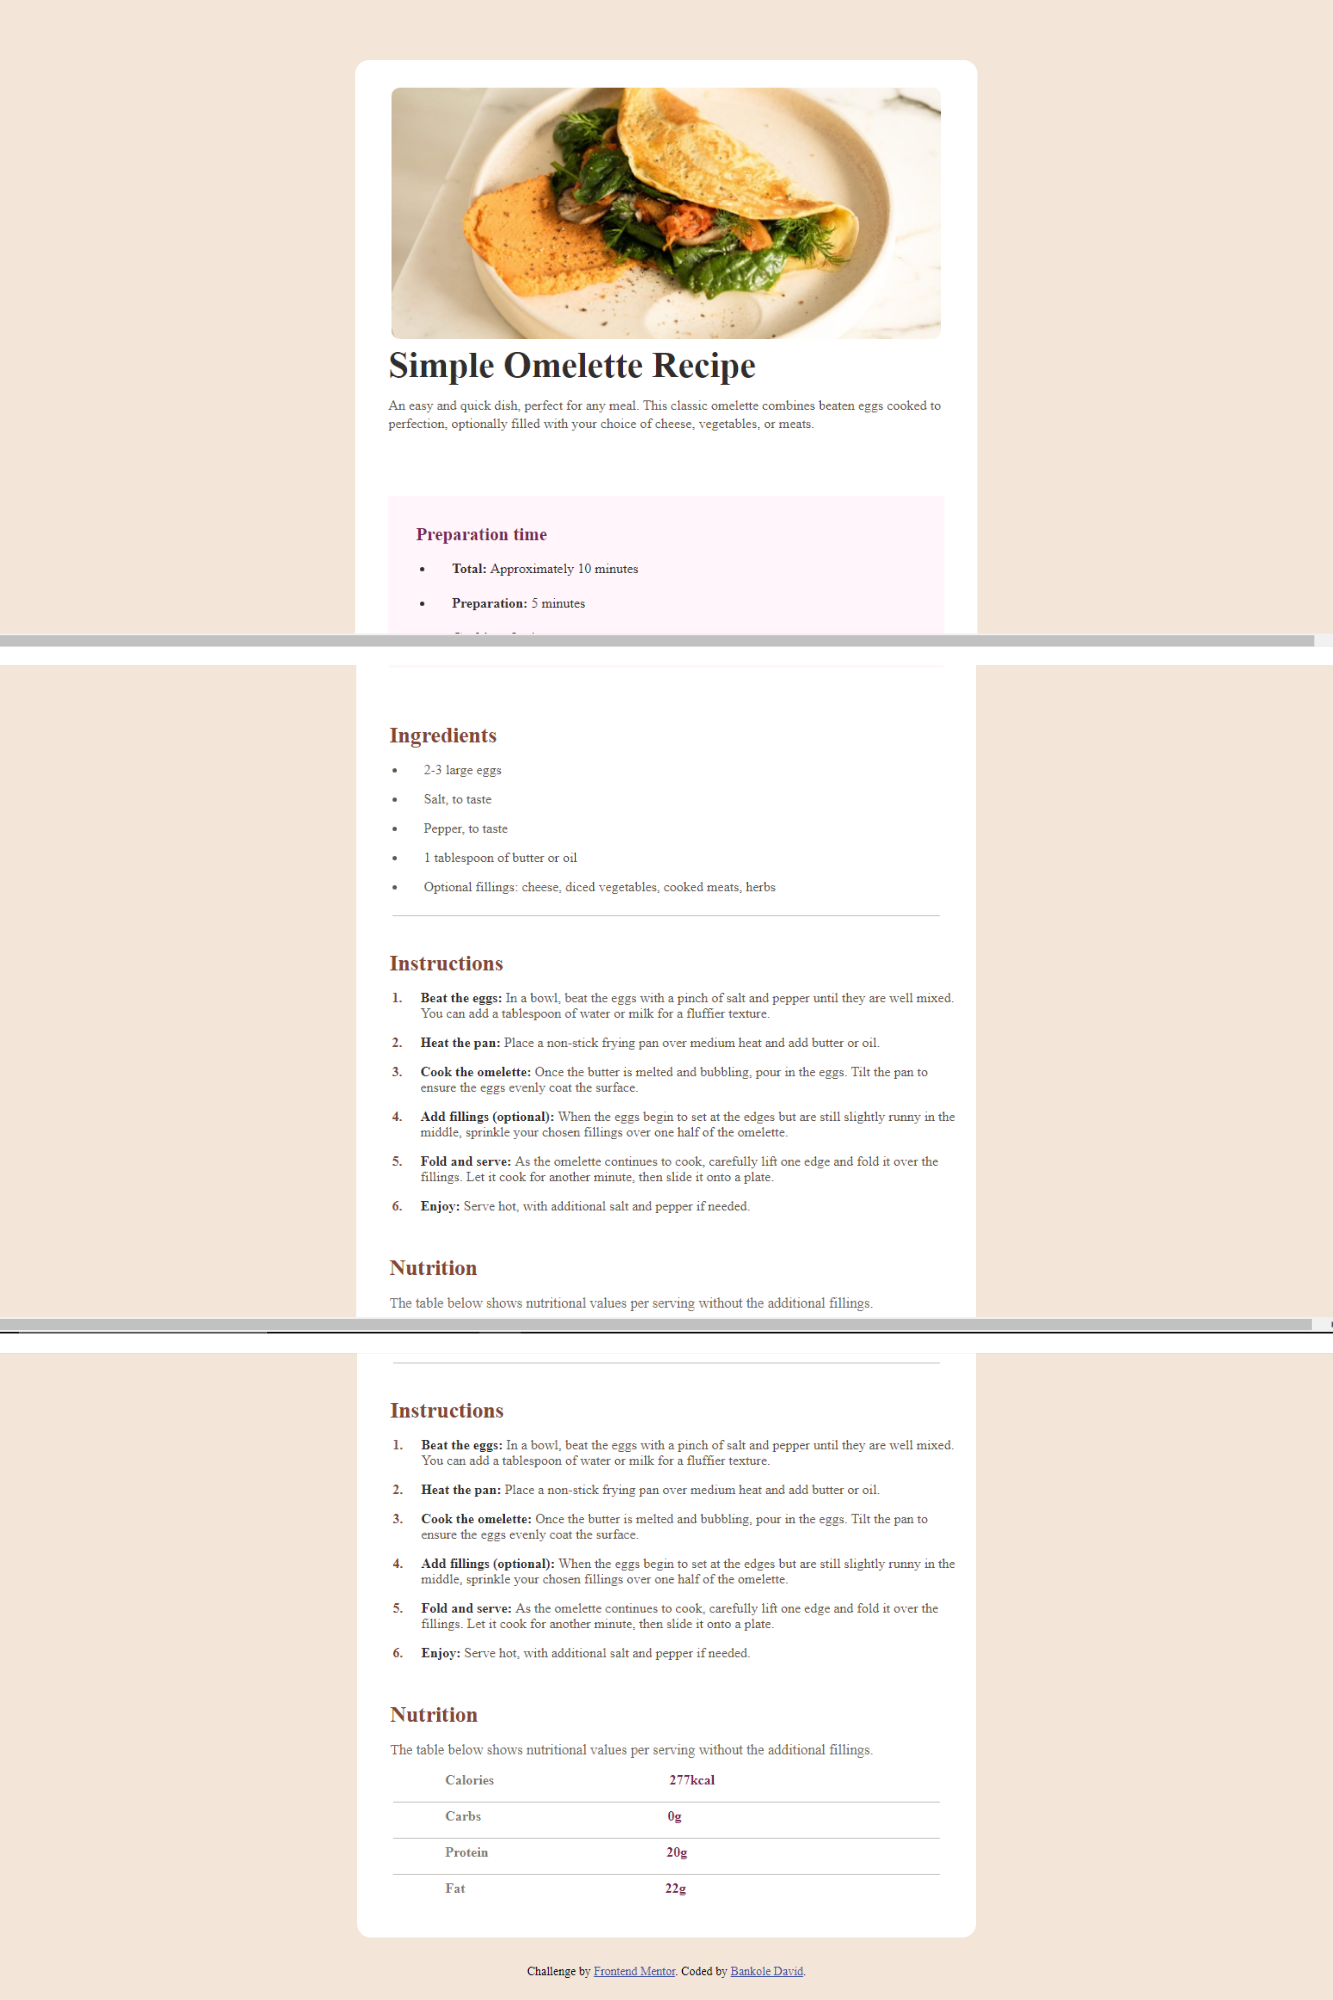 Simple Omelette Recipe
An easy and quick dish, perfect for any meal. This classic omelette combines beaten eggs cooked to
perfection, optionally filled with your choice of cheese, vegetables, or meats.
Preparation time
• Total: Approximately 10 minutes
• Preparation: 5 minutes
Ingredients
• 2-3 large eggs
• Salt, to taste
• Pepper, to taste
• 1 tablespoon of butter or oil
• Optional fillings: cheese, diced vegetables, cooked meats, herbs
Instructions
1. Beat the eggs: In a bowl, beat the eggs with a pinch of salt and pepper until they are well mixed.
You can add a tablespoon of water or milk for a fluffier texture.
2. Heat the pan: Place a non-stick frying pan over medium heat and add butter or oil.
3. Cook the omelette: Once the butter is melted and bubbling, pour in the eggs. Tilt the pan to
ensure the eggs evenly coat the surface.
4. Add fillings (optional): When the eggs begin to set at the edges but are still slightly runny in the
middle, sprinkle your chosen fillings over one half of the omelette.
5. Fold and serve: As the omelette continues to cook, carefully lift one edge and fold it over the
fillings. Let it cook for another minute, then slide it onto a plate.
6. Enjoy: Serve hot, with additional salt and pepper if needed.
Nutrition
The table below shows nutritional values per serving without the additional fillings.
Instructions
1. Beat the eggs: In a bowl, beat the eggs with a pinch of salt and pepper until they are well mixed.
You can add a tablespoon of water or milk for a fluffier texture.
2. Heat the pan: Place a non-stick frying pan over medium heat and add butter or oil.
3. Cook the omelette: Once the butter is melted and bubbling, pour in the eggs. Tilt the pan to
ensure the eggs evenly coat the surface.
4. Add fillings (optional): When the eggs begin to set at the edges but are still slightly runny in the
middle, sprinkle your chosen fillings over one half of the omelette.
5. Fold and serve: As the omelette continues to cook, carefully lift one edge and fold it over the
fillings. Let it cook for another minute, then slide it onto a plate.
6. Enjoy: Serve hot, with additional salt and pepper if needed.
Nutrition
The table below shows nutritional values per serving without the additional fillings.
Calories 277kcal
Carbs 0g
Protein 20g
Fat 22g
Challenge by Frontend Mentor. Coded by Bankole David.